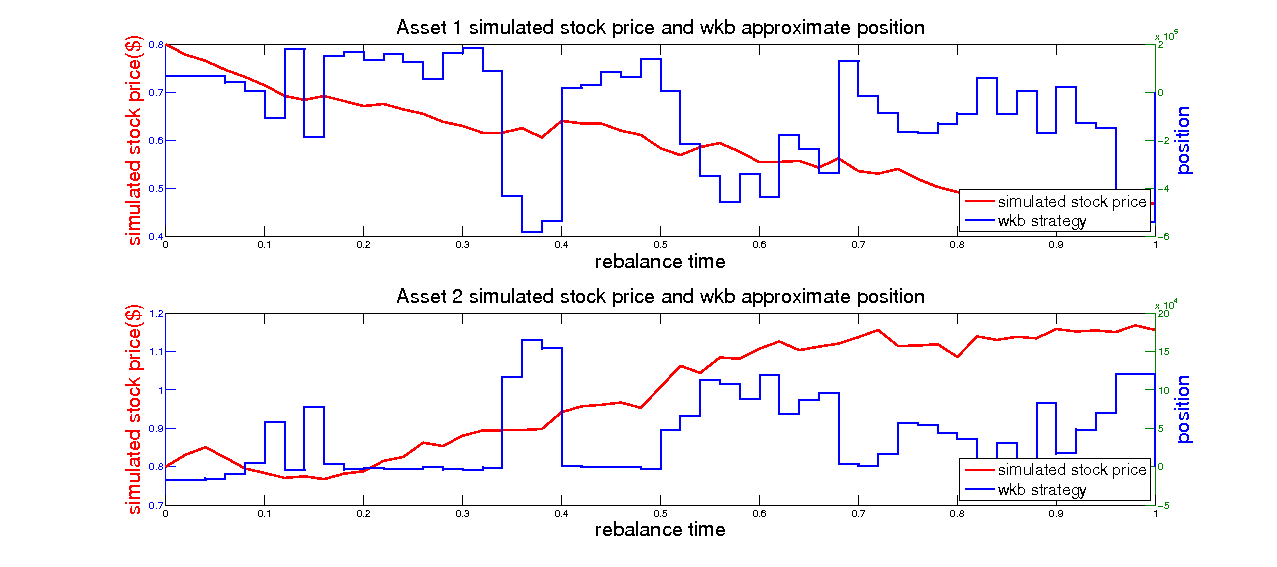 Asset 1 simulated stock price and wkb approximate position
x 10^5
simulated stock price($)
0.8
0.7
0.6
0.5
0.4
2
0
-2
-4
-6
position
simulated stock price
wkb strategy
0 0.1 0.2 0.3 0.4 0.5 0.6 0.7 0.8 0.9 1
rebalance time
Asset 2 simulated stock price and wkb approximate position
x 10^4
simulated stock price($)
1.2
1.1
1
0.9
0.8
0.7
20
15
10
5
0
-5
position
simulated stock price
wkb strategy
0 0.1 0.2 0.3 0.4 0.5 0.6 0.7 0.8 0.9 1
rebalance time